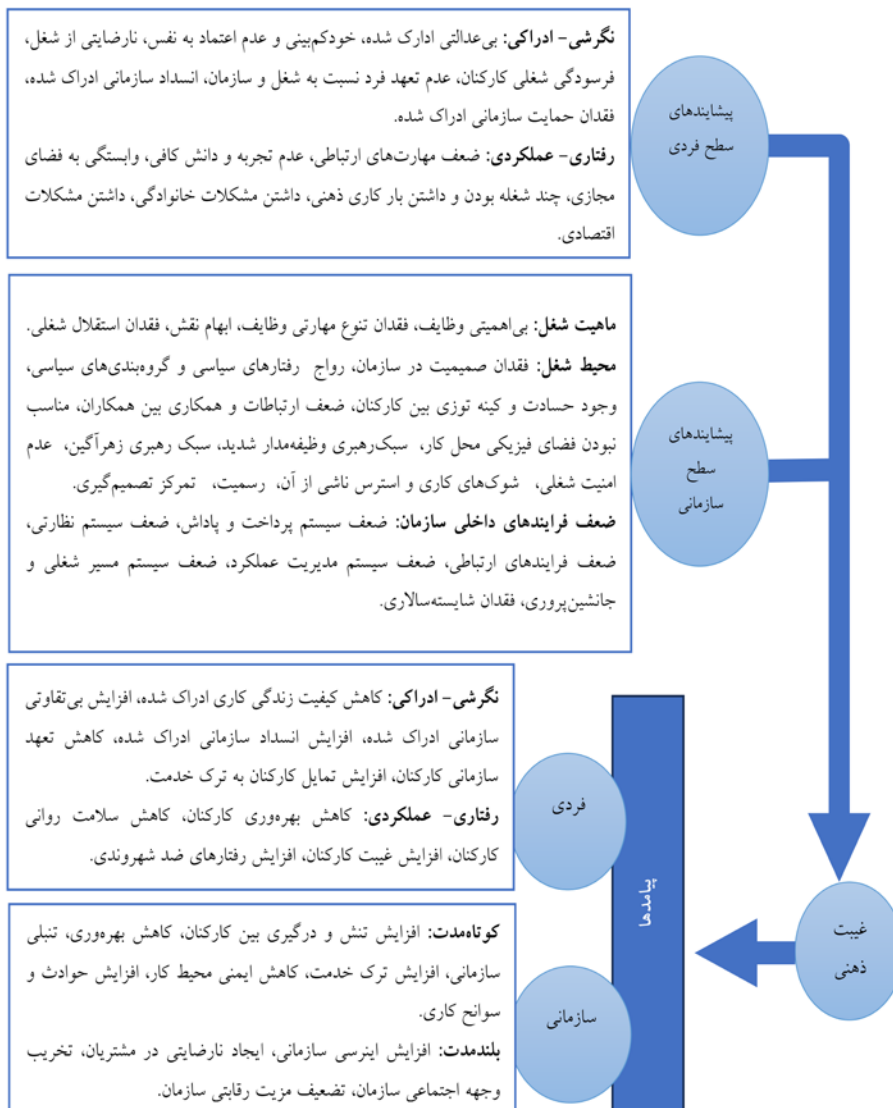 نگرشی- ادراکی: بی‌عدالتی ادارک شده، خودکم‌بینی و عدم اعتماد به نفس، نارضایتی از شغل،
فرسودگی شغلی کارکنان، عدم تعهد فرد نسبت به شغل و سازمان، انسداد سازمانی ادراک شده،
فقدان حمایت سازمانی ادراک شده.
رفتاری- عملکردی: ضعف مهارت‌های ارتباطی، عدم تجربه و دانش کافی، وابستگی به فضای
مجازی، چند شغله بودن و داشتن بار کاری ذهنی، داشتن مشکلات خانوادگی، داشتن مشکلات
اقتصادی.
پیشایندهای
سطح فردی
ماهیت شغل: بی‌اهمیتی وظایف، فقدان تنوع مهارتی وظایف، ابهام نقش، فقدان استقلال شغلی.
محیط شغل: فقدان صمیمیت در سازمان، رواج رفتارهای سیاسی و گروه‌بندی‌های سیاسی،
وجود حسادت و کینه توزی بین کارکنان، ضعف ارتباطات و همکاری بین همکاران، مناسب
نبودن فضای فیزیکی محل کار، سبک‌رهبری وظیفه‌مدار شدید، سبک رهبری زهرآگین، عدم
امنیت شغلی، شوک‌های کاری و استرس ناشی از آن، رسمیت، تمرکز تصمیم‌گیری.
ضعف فرایندهای داخلی سازمان: ضعف سیستم پرداخت و پاداش، ضعف سیستم نظارتی،
ضعف فرایندهای ارتباطی، ضعف سیستم مدیریت عملکرد، ضعف سیستم مسیر شغلی و
جانشین‌پروری، فقدان شایسته‌سالاری.
پیشایندهای
سطح
سازمانی
نگرشی- ادراکی: کاهش کیفیت زندگی کاری ادراک شده، افزایش بی‌تفاوتی
سازمانی ادراک شده، افزایش انسداد سازمانی ادراک شده، کاهش تعهد
سازمانی کارکنان، افزایش تمایل کارکنان به ترک خدمت.
رفتاری- عملکردی: کاهش بهره‌وری کارکنان، کاهش سلامت روانی
کارکنان، افزایش غیبت کارکنان، افزایش رفتارهای ضد شهروندی.
فردی
پیامدها
غیبت
ذهنی
کوتاه‌مدت: افزایش تنش و درگیری بین کارکنان، کاهش بهره‌وری، تنبلی
سازمانی، افزایش ترک خدمت، کاهش ایمنی محیط کار، افزایش حوادث و
سوانح کاری.
بلندمدت: افزایش اینرسی سازمانی، ایجاد نارضایتی در مشتریان، تخریب
وجهه اجتماعی سازمان، تضعیف مزیت رقابتی سازمان.
سازمانی